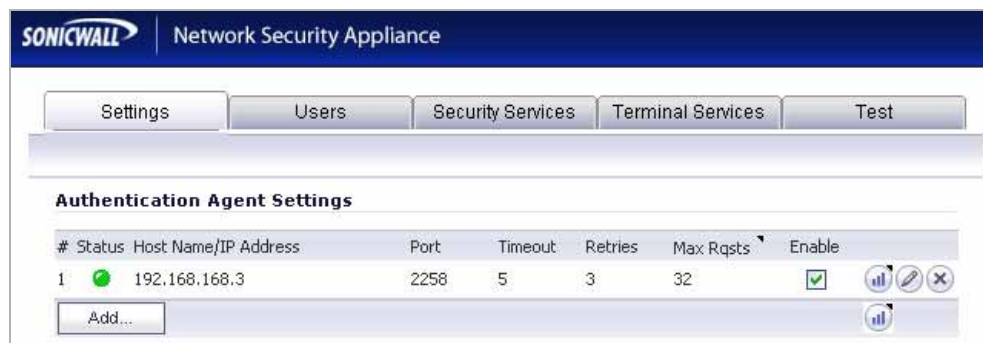 SONICWALL Network Security Appliance
Settings Users Security Services Terminal Services Test
Authentication Agent Settings
# Status Host Name/IP Address Port Timeout Retries Max Rqsts Enable
1 192.168.168.3 2258 5 3 32
Add...